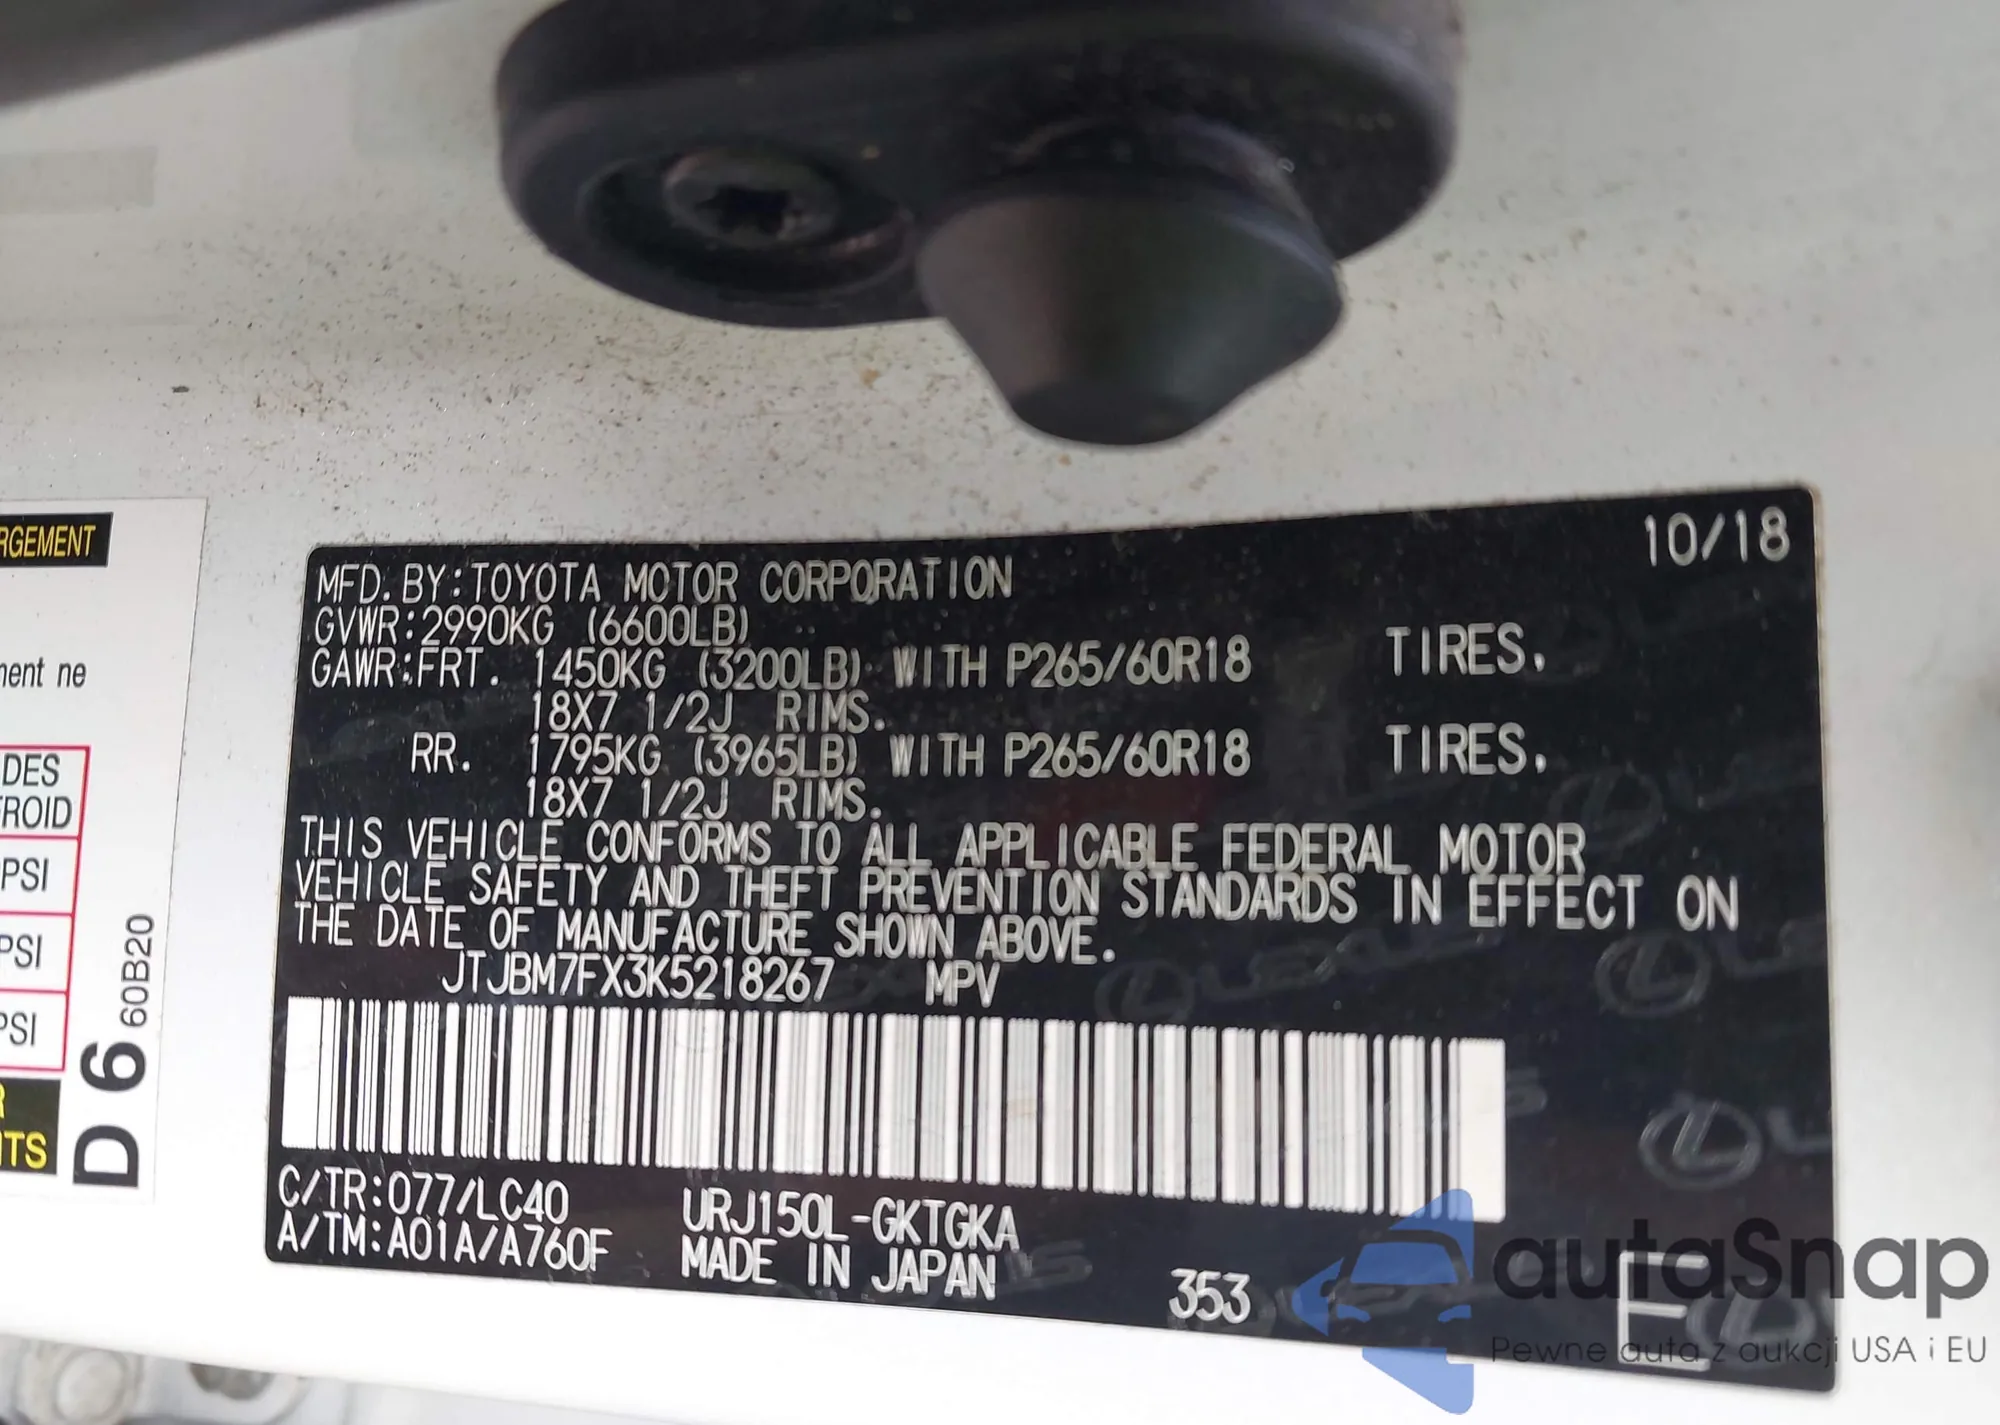 RGEMENT
ment ne
DES
ROID
PSI
PSI
PSI
R
ITS
D 6 60B20
10/18
MFD. BY:TOYOTA MOTOR CORPORATION
GVWR:2990KG (6600LB)
GAWR:FRT. 1450KG (3200LB) WITH P265/60R18 TIRES,
18X7 1/2J RIMS.
RR. 1795KG (3965LB) WITH P265/60R18 TIRES,
18X7 1/2J RIMS.
THIS VEHICLE CONFORMS TO ALL APPLICABLE FEDERAL MOTOR
VEHICLE SAFETY AND THEFT PREVENTION STANDARDS IN EFFECT ON
THE DATE OF MANUFACTURE SHOWN ABOVE.
JTJBM7FX3K5218267 MPV
C/TR:077/LC40 URJ150L-GKTGKA
A/TM:A01A/A760F MADE IN JAPAN
353
E
LEXUS
autaSnap
Pewne auta z aukcji USA i EU